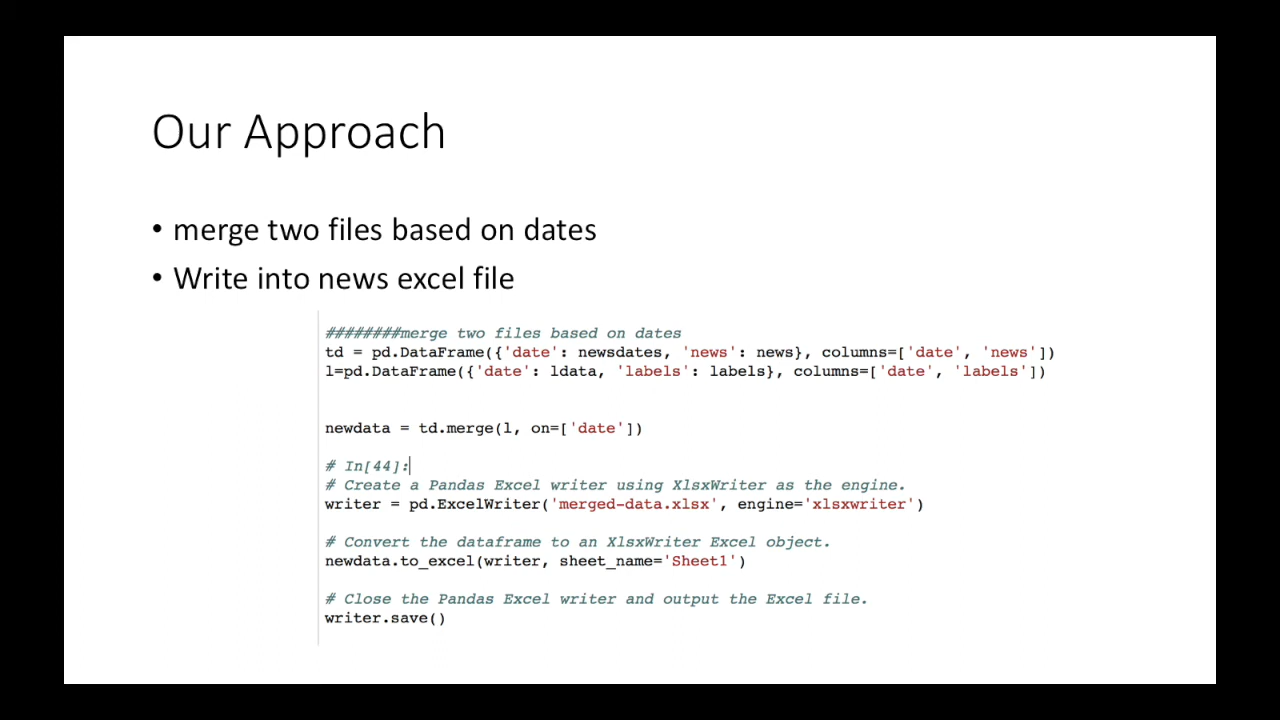 Our Approach
• merge two files based on dates
• Write into news excel file
########merge two files based on dates
td = pd.DataFrame({'date': newsdates, 'news': news}, columns=['date', 'news'])
l=pd.DataFrame({'date': ldata, 'labels': labels}, columns=['date', 'labels'])
newdata = td.merge(l, on=['date'])
# In[44]:
# Create a Pandas Excel writer using XlsxWriter as the engine.
writer = pd.ExcelWriter('merged-data.xlsx', engine='xlsxwriter')
# Convert the dataframe to an XlsxWriter Excel object.
newdata.to_excel(writer, sheet_name='Sheet1')
# Close the Pandas Excel writer and output the Excel file.
writer.save()